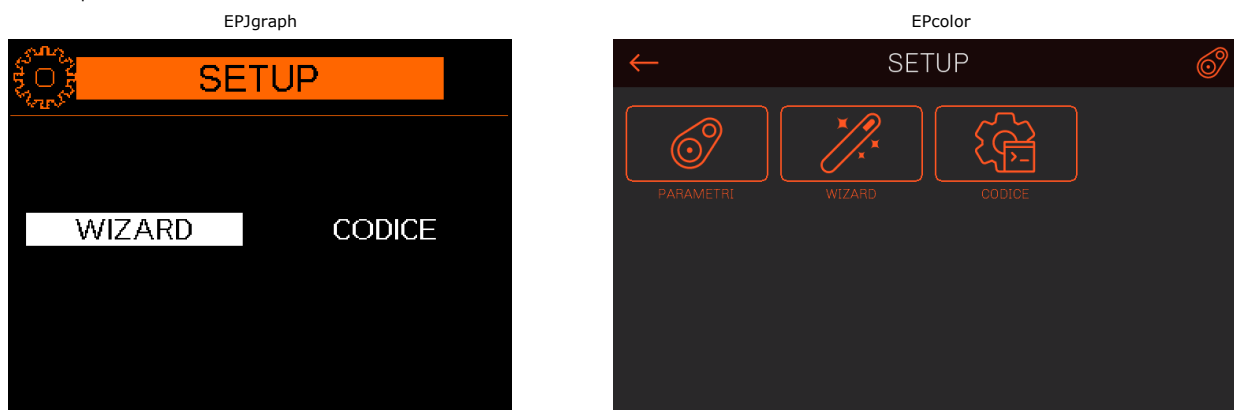 EPJgraph
EPcolor
SETUP
SETUP
WIZARD
CODICE
PARAMETRI
WIZARD
CODICE